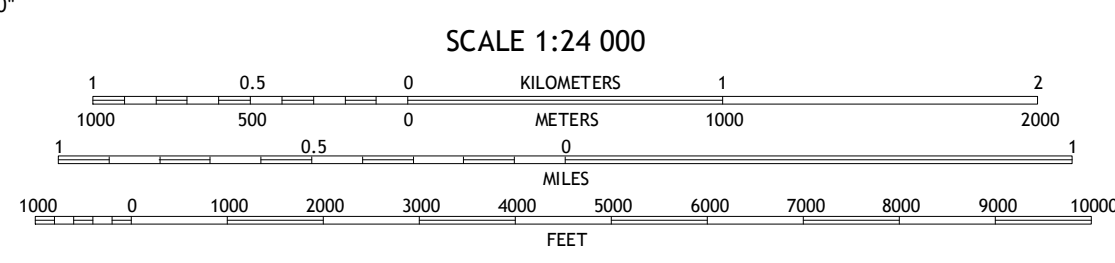 0"
SCALE 1:24 000
1 0.5 0 KILOMETERS 1 2
1000 500 0 METERS 1000 2000
1 0.5 0 1
MILES
1000 0 1000 2000 3000 4000 5000 6000 7000 8000 9000 10000
FEET